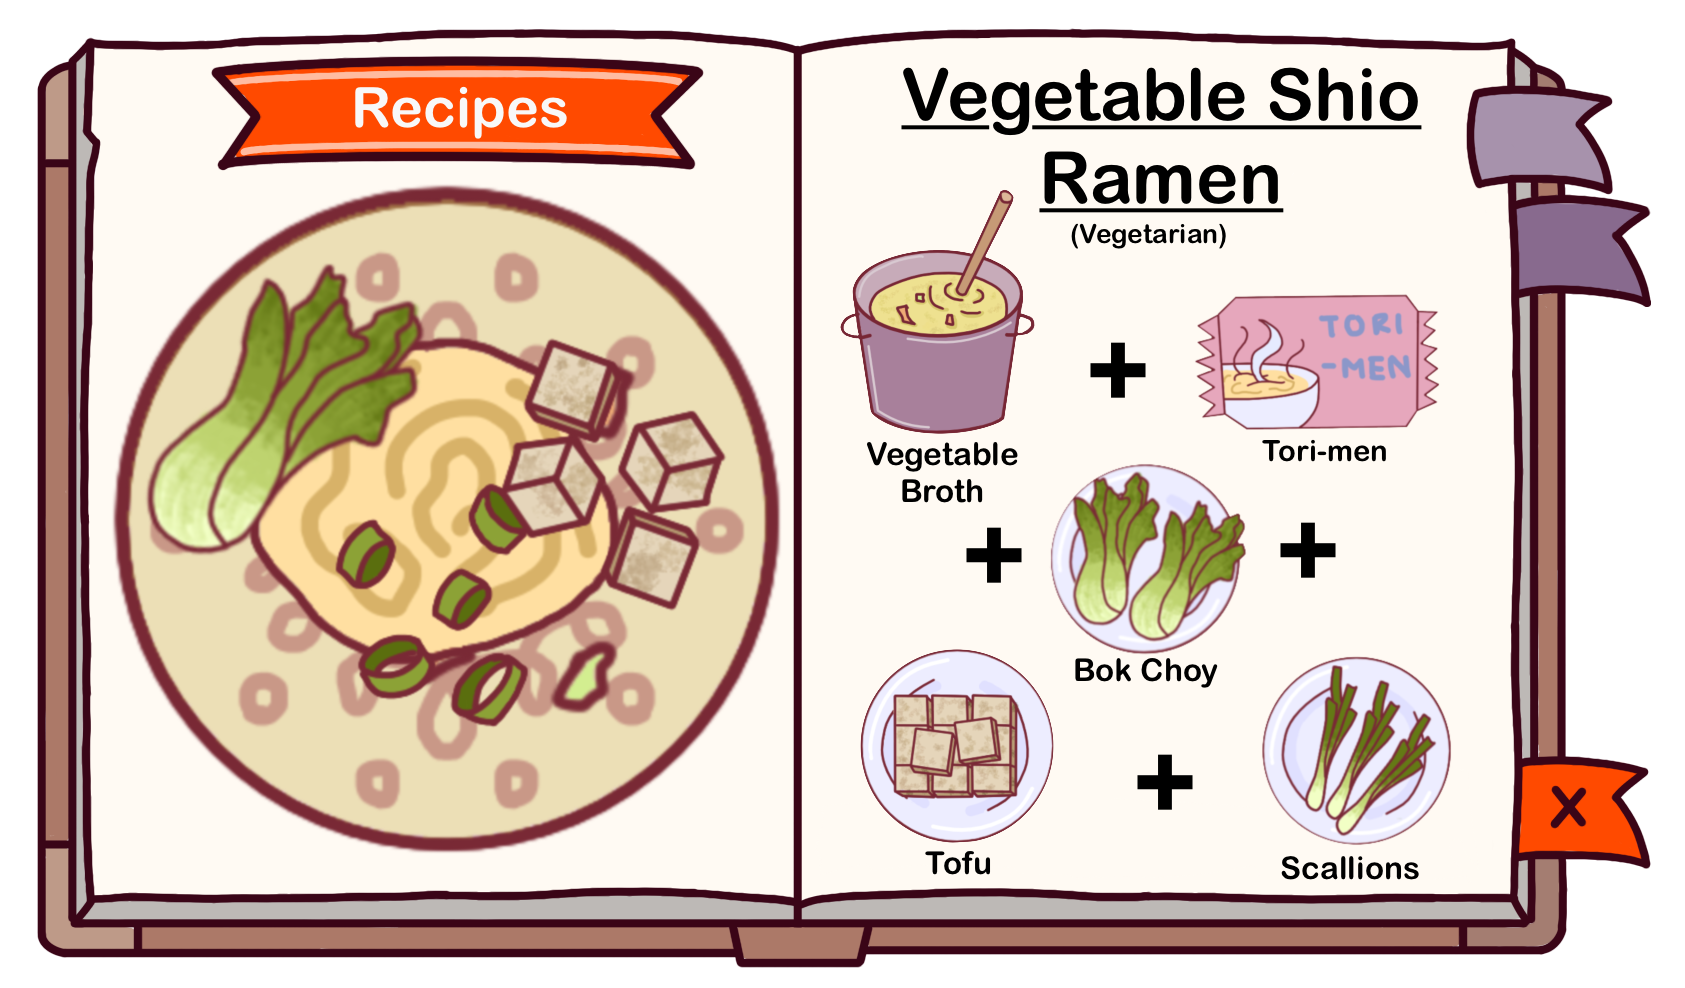 Recipes
Vegetable Shio
Ramen
(Vegetarian)
TORI
-MEN
Vegetable
Broth
Tori-men
Bok Choy
Tofu
Scallions
X